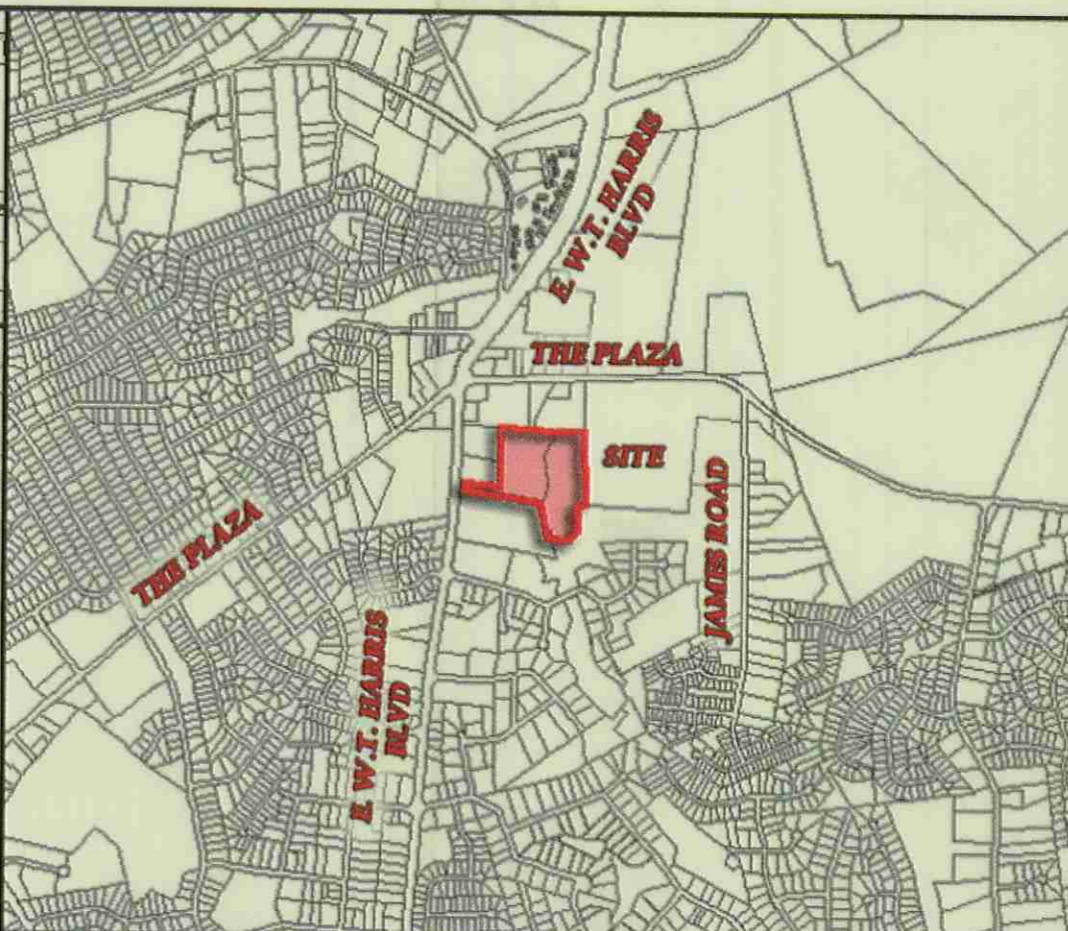 E. W.T. HARRIS
BLVD
THE PLAZA
SITE
JAMES ROAD
THE PLAZA
E. W.T. HARRIS
BLVD